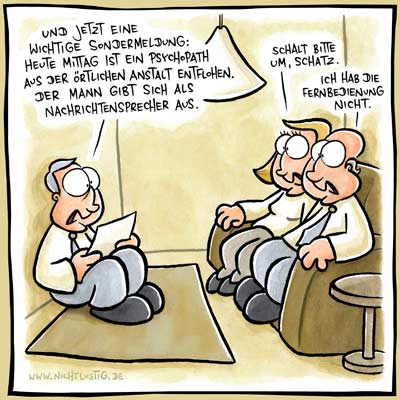 UND JETZT EINE
WICHTIGE SONDERMELDUNG:
HEUTE MITTAG IST EIN PSYCHOPATH
AUS DER ÖRTLICHEN ANSTALT ENTFLOHEN.
DER MANN GIBT SICH ALS
NACHRICHTENSPRECHER AUS.
SCHALT BITTE
UM, SCHATZ.
ICH HAB DIE
FERNBEDIENUNG
NICHT.
WWW.NICHTLUSTIG.DE